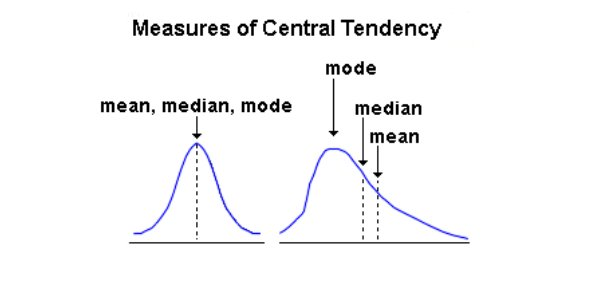 Measures of Central Tendency
mean, median, mode
mode
median
mean